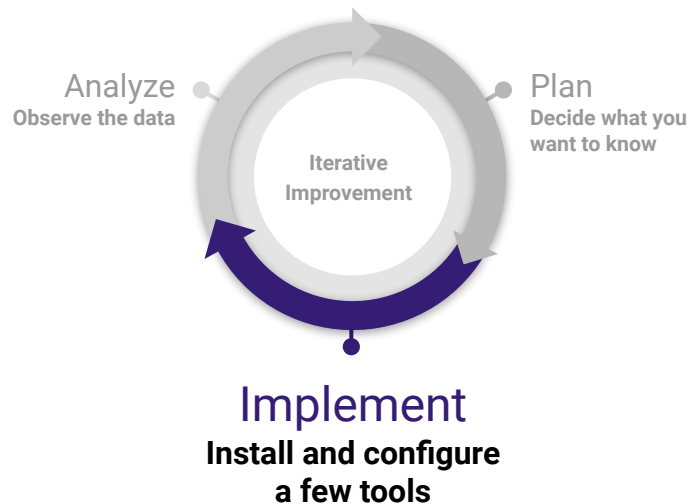 Analyze
Observe the data
Plan
Decide what you
want to know
Iterative
Improvement
Implement
Install and configure
a few tools